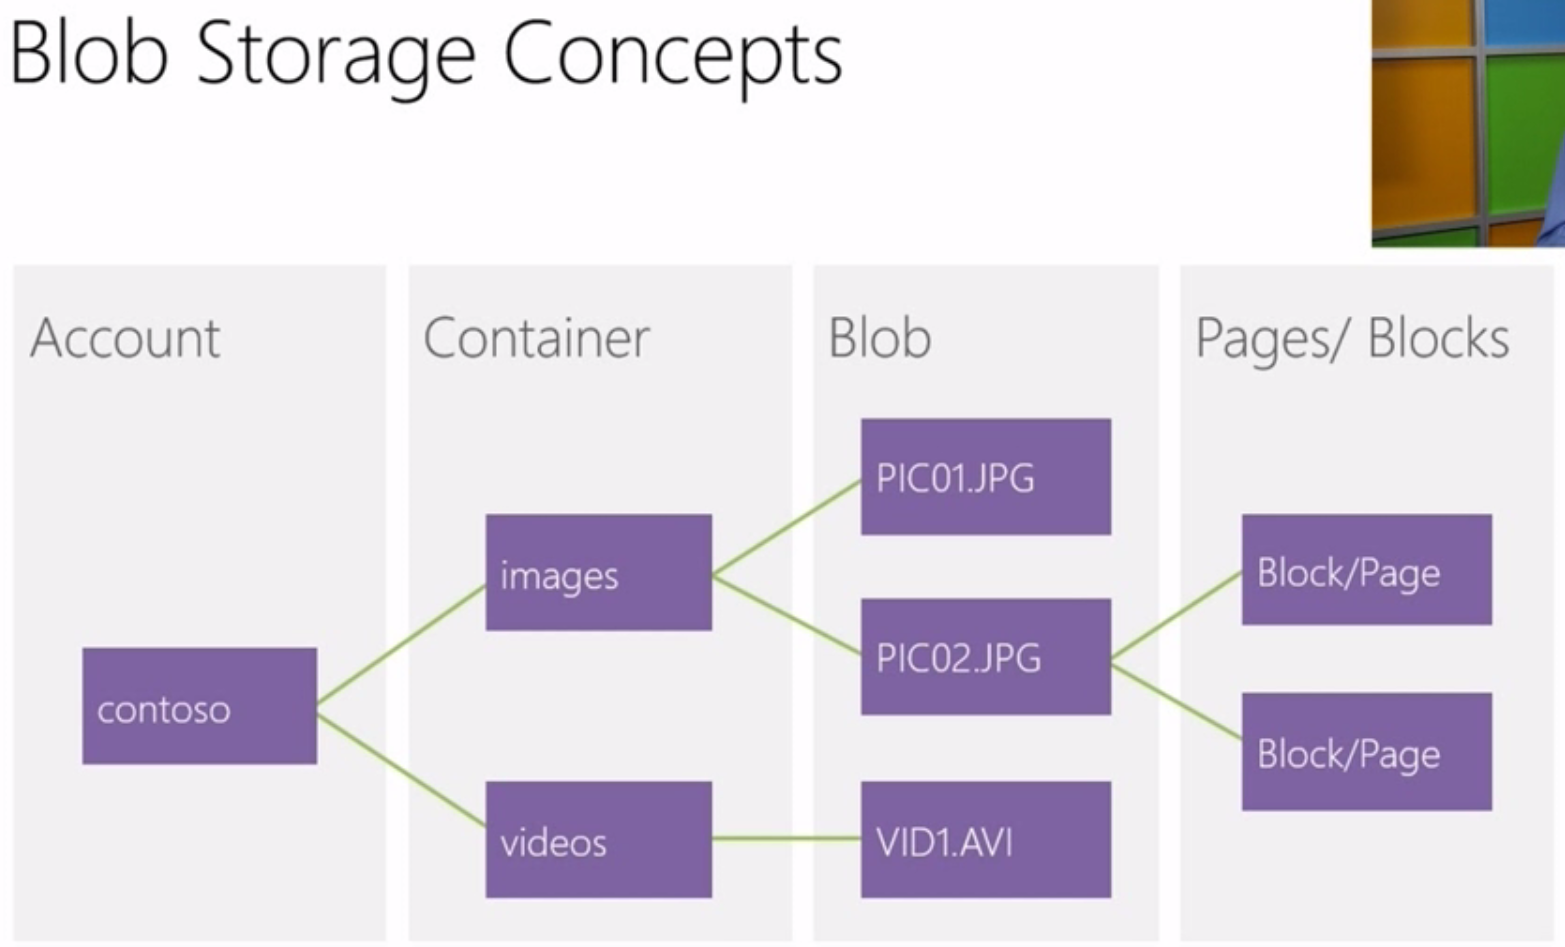 Blob Storage Concepts
Account
Container
Blob
Pages/ Blocks
contoso
images
videos
PIC01.JPG
PIC02.JPG
VID1.AVI
Block/Page
Block/Page